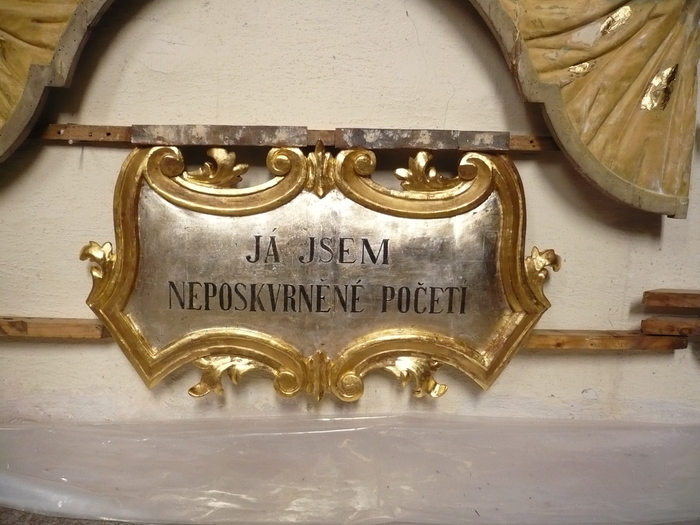 JÁ JSEM
NEPOSKVRNĚNÉ POČETÍ